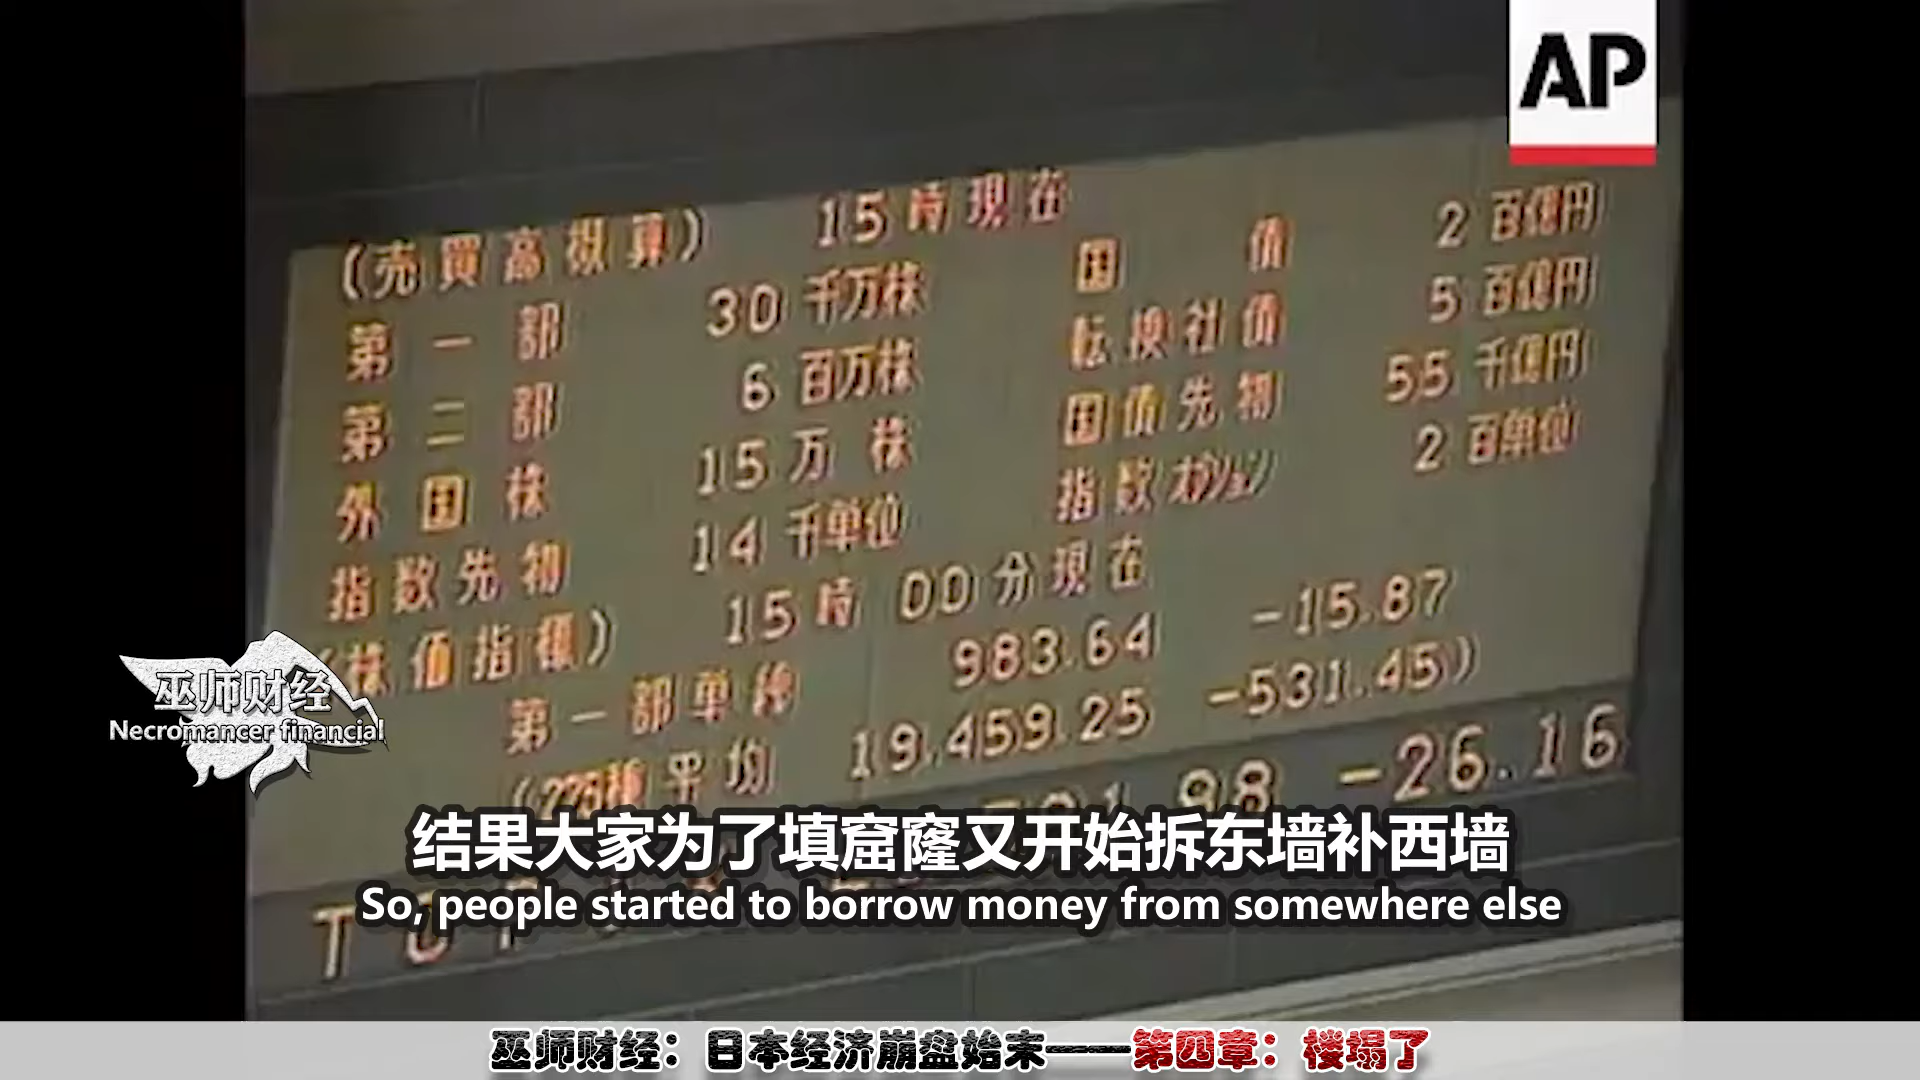 AP
(売買高概算) 15時現在
第一部 30千万株 国債 2百億円
第二部 6百万株 転換社債 5百億円
外国株 15万株 国債先物 55千億円
指数先物 14千単位 指数オプション 2百単位
(株価指標) 15時00分現在
第一部単純 983.64 -15.87
(225種平均 19,459.25 -531.45)
98 -26.16
巫师财经
Necromancer financial
结果大家为了填窟窿又开始拆东墙补西墙
So, people started to borrow money from somewhere else
巫师财经：日本经济崩盘始末——第四章：楼塌了